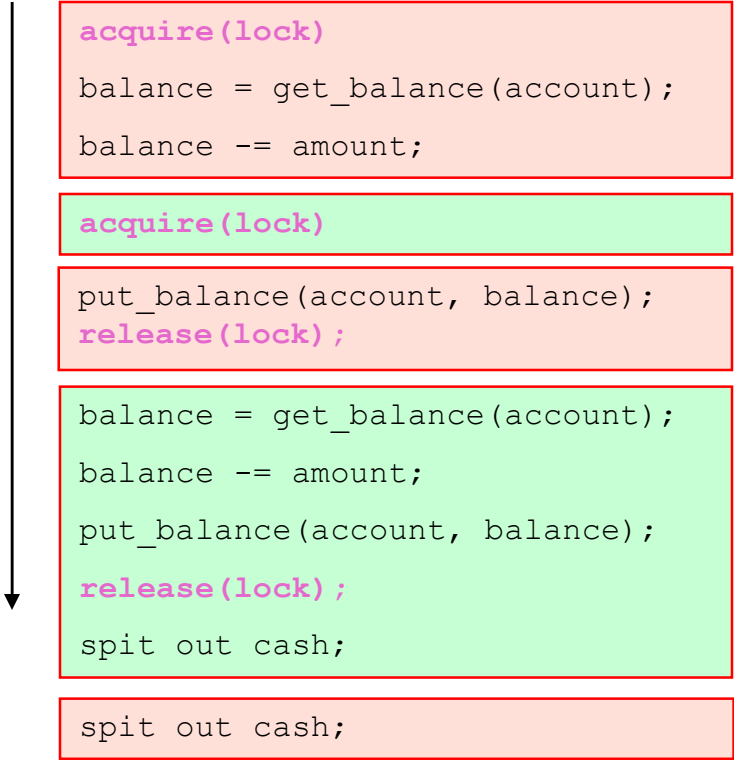 acquire(lock)
balance = get_balance(account);
balance -= amount;
acquire(lock)
put_balance(account, balance);
release(lock);
balance = get_balance(account);
balance -= amount;
put_balance(account, balance);
release(lock);
spit out cash;
spit out cash;